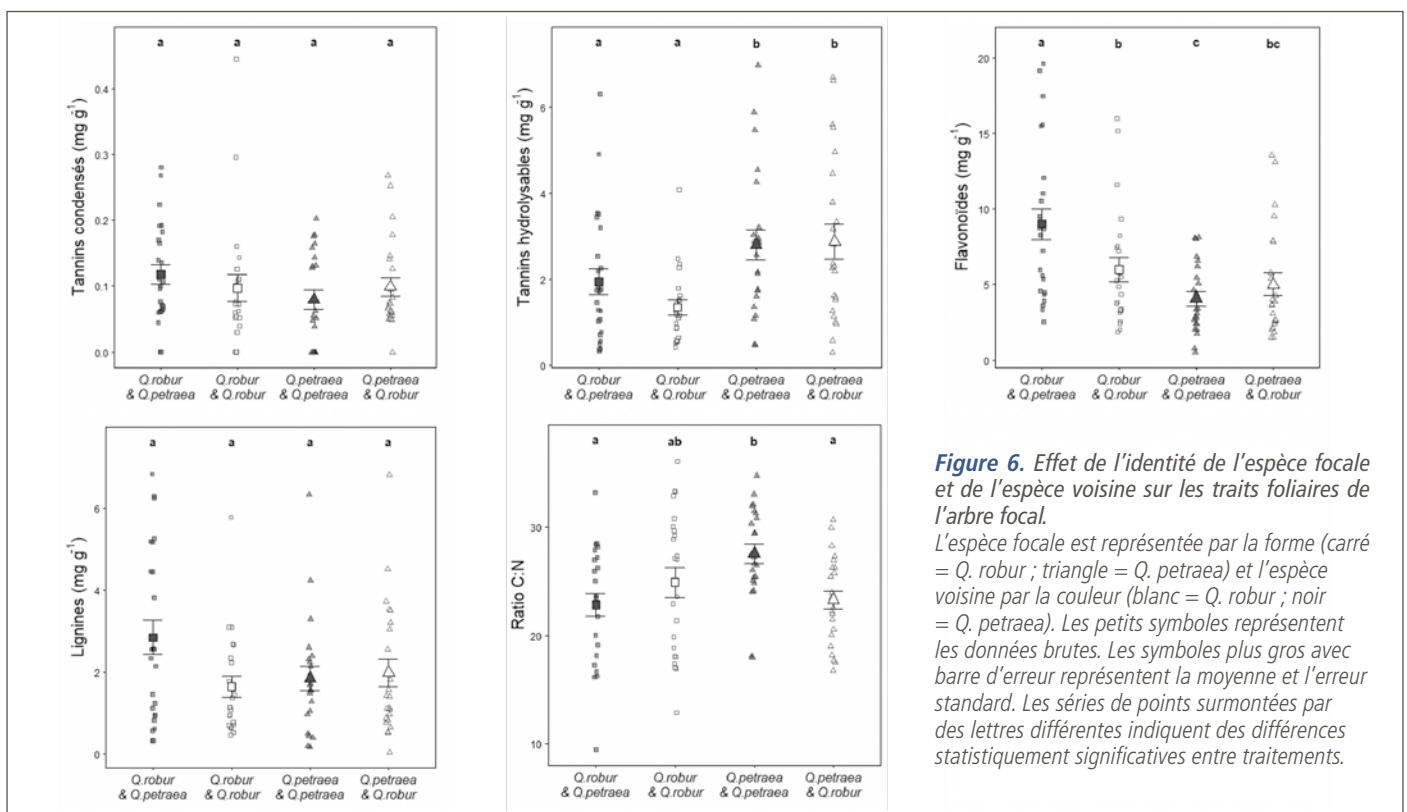 a a a a
Tannins condensés (mg g-1)
0.4
0.3
0.2
0.1
0.0
Q.robur & Q.petraea
Q.robur & Q.robur
Q.petraea & Q.petraea
Q.petraea & Q.robur
a a b b
Tannins hydrolysables (mg g-1)
6
4
2
0
Q.robur & Q.petraea
Q.robur & Q.robur
Q.petraea & Q.petraea
Q.petraea & Q.robur
a b c bc
Flavonoïdes (mg g-1)
20
15
10
5
0
Q.robur & Q.petraea
Q.robur & Q.robur
Q.petraea & Q.petraea
Q.petraea & Q.robur
a a a a
Lignines (mg g-1)
6
4
2
0
Q.robur & Q.petraea
Q.robur & Q.robur
Q.petraea & Q.petraea
Q.petraea & Q.robur
a ab b a
Ratio C:N
30
20
10
Q.robur & Q.petraea
Q.robur & Q.robur
Q.petraea & Q.petraea
Q.petraea & Q.robur
Figure 6. Effet de l'identité de l'espèce focale
et de l'espèce voisine sur les traits foliaires de
l'arbre focal.
L'espèce focale est représentée par la forme (carré
= Q. robur ; triangle = Q. petraea) et l'espèce
voisine par la couleur (blanc = Q. robur ; noir
= Q. petraea). Les petits symboles représentent
les données brutes. Les symboles plus gros avec
barre d'erreur représentent la moyenne et l'erreur
standard. Les séries de points surmontées par
des lettres différentes indiquent des différences
statistiquement significatives entre traitements.